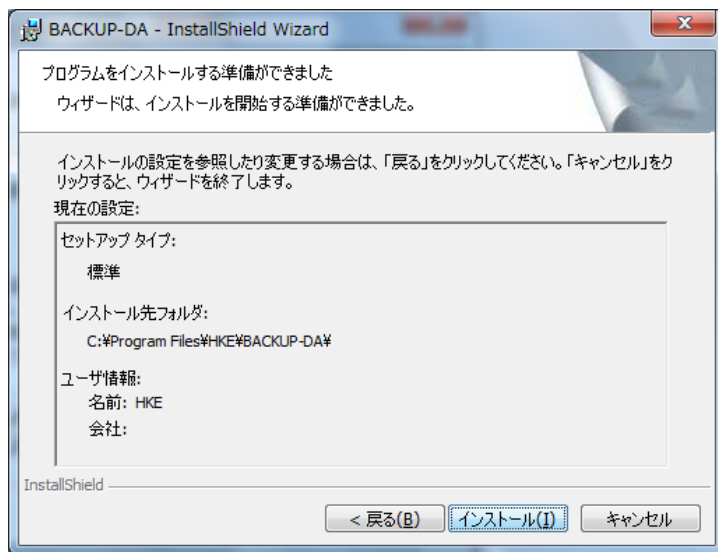 BACKUP-DA - InstallShield Wizard
プログラムをインストールする準備ができました
ウィザードは、インストールを開始する準備ができました。
インストールの設定を参照したり変更する場合は、「戻る」をクリックしてください。「キャンセル」をク
リックすると、ウィザードを終了します。
現在の設定:
セットアップ タイプ:
標準
インストール先フォルダ:
C:¥Program Files¥HKE¥BACKUP-DA¥
ユーザ情報:
名前: HKE
会社:
InstallShield
< 戻る(B)
インストール(I)
キャンセル